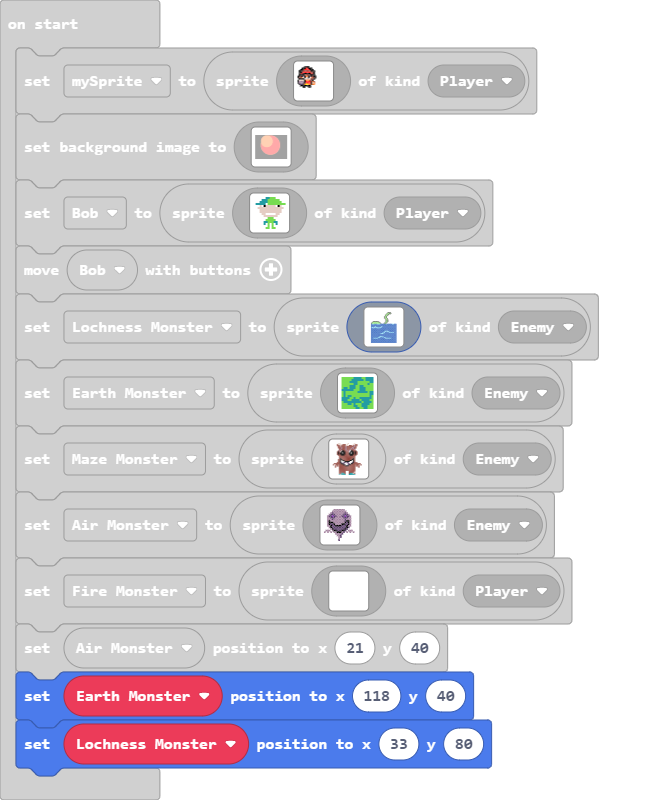 on start
set mySprite to sprite of kind Player
set background image to
set Bob to sprite of kind Player
move Bob with buttons
set Lochness Monster to sprite of kind Enemy
set Earth Monster to sprite of kind Enemy
set Maze Monster to sprite of kind Enemy
set Air Monster to sprite of kind Enemy
set Fire Monster to sprite of kind Player
set Air Monster position to x 21 y 40
set Earth Monster position to x 118 y 40
set Lochness Monster position to x 33 y 80